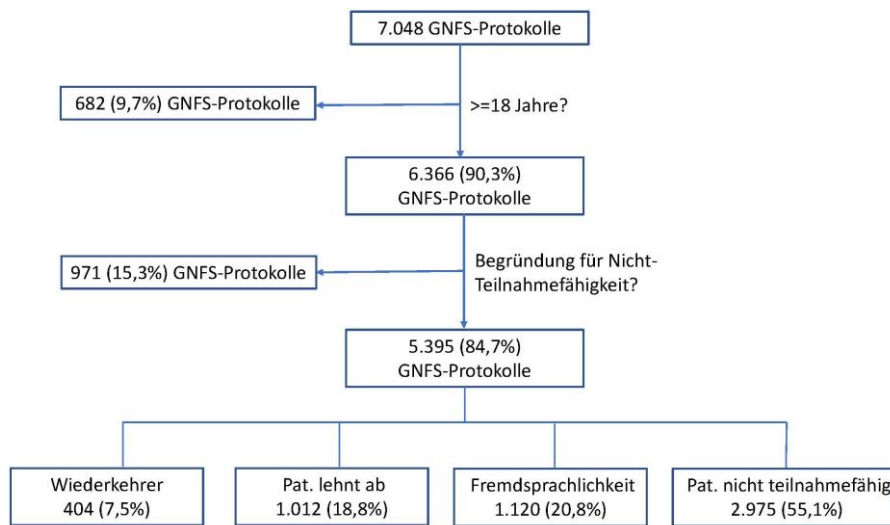 7.048 GNFS-Protokolle
682 (9,7%) GNFS-Protokolle
>=18 Jahre?
6.366 (90,3%)
GNFS-Protokolle
971 (15,3%) GNFS-Protokolle
Begründung für Nicht-
Teilnahmefähigkeit?
5.395 (84,7%)
GNFS-Protokolle
Wiederkehrer
404 (7,5%)
Pat. lehnt ab
1.012 (18,8%)
Fremdsprachlichkeit
1.120 (20,8%)
Pat. nicht teilnahmefähig
2.975 (55,1%)